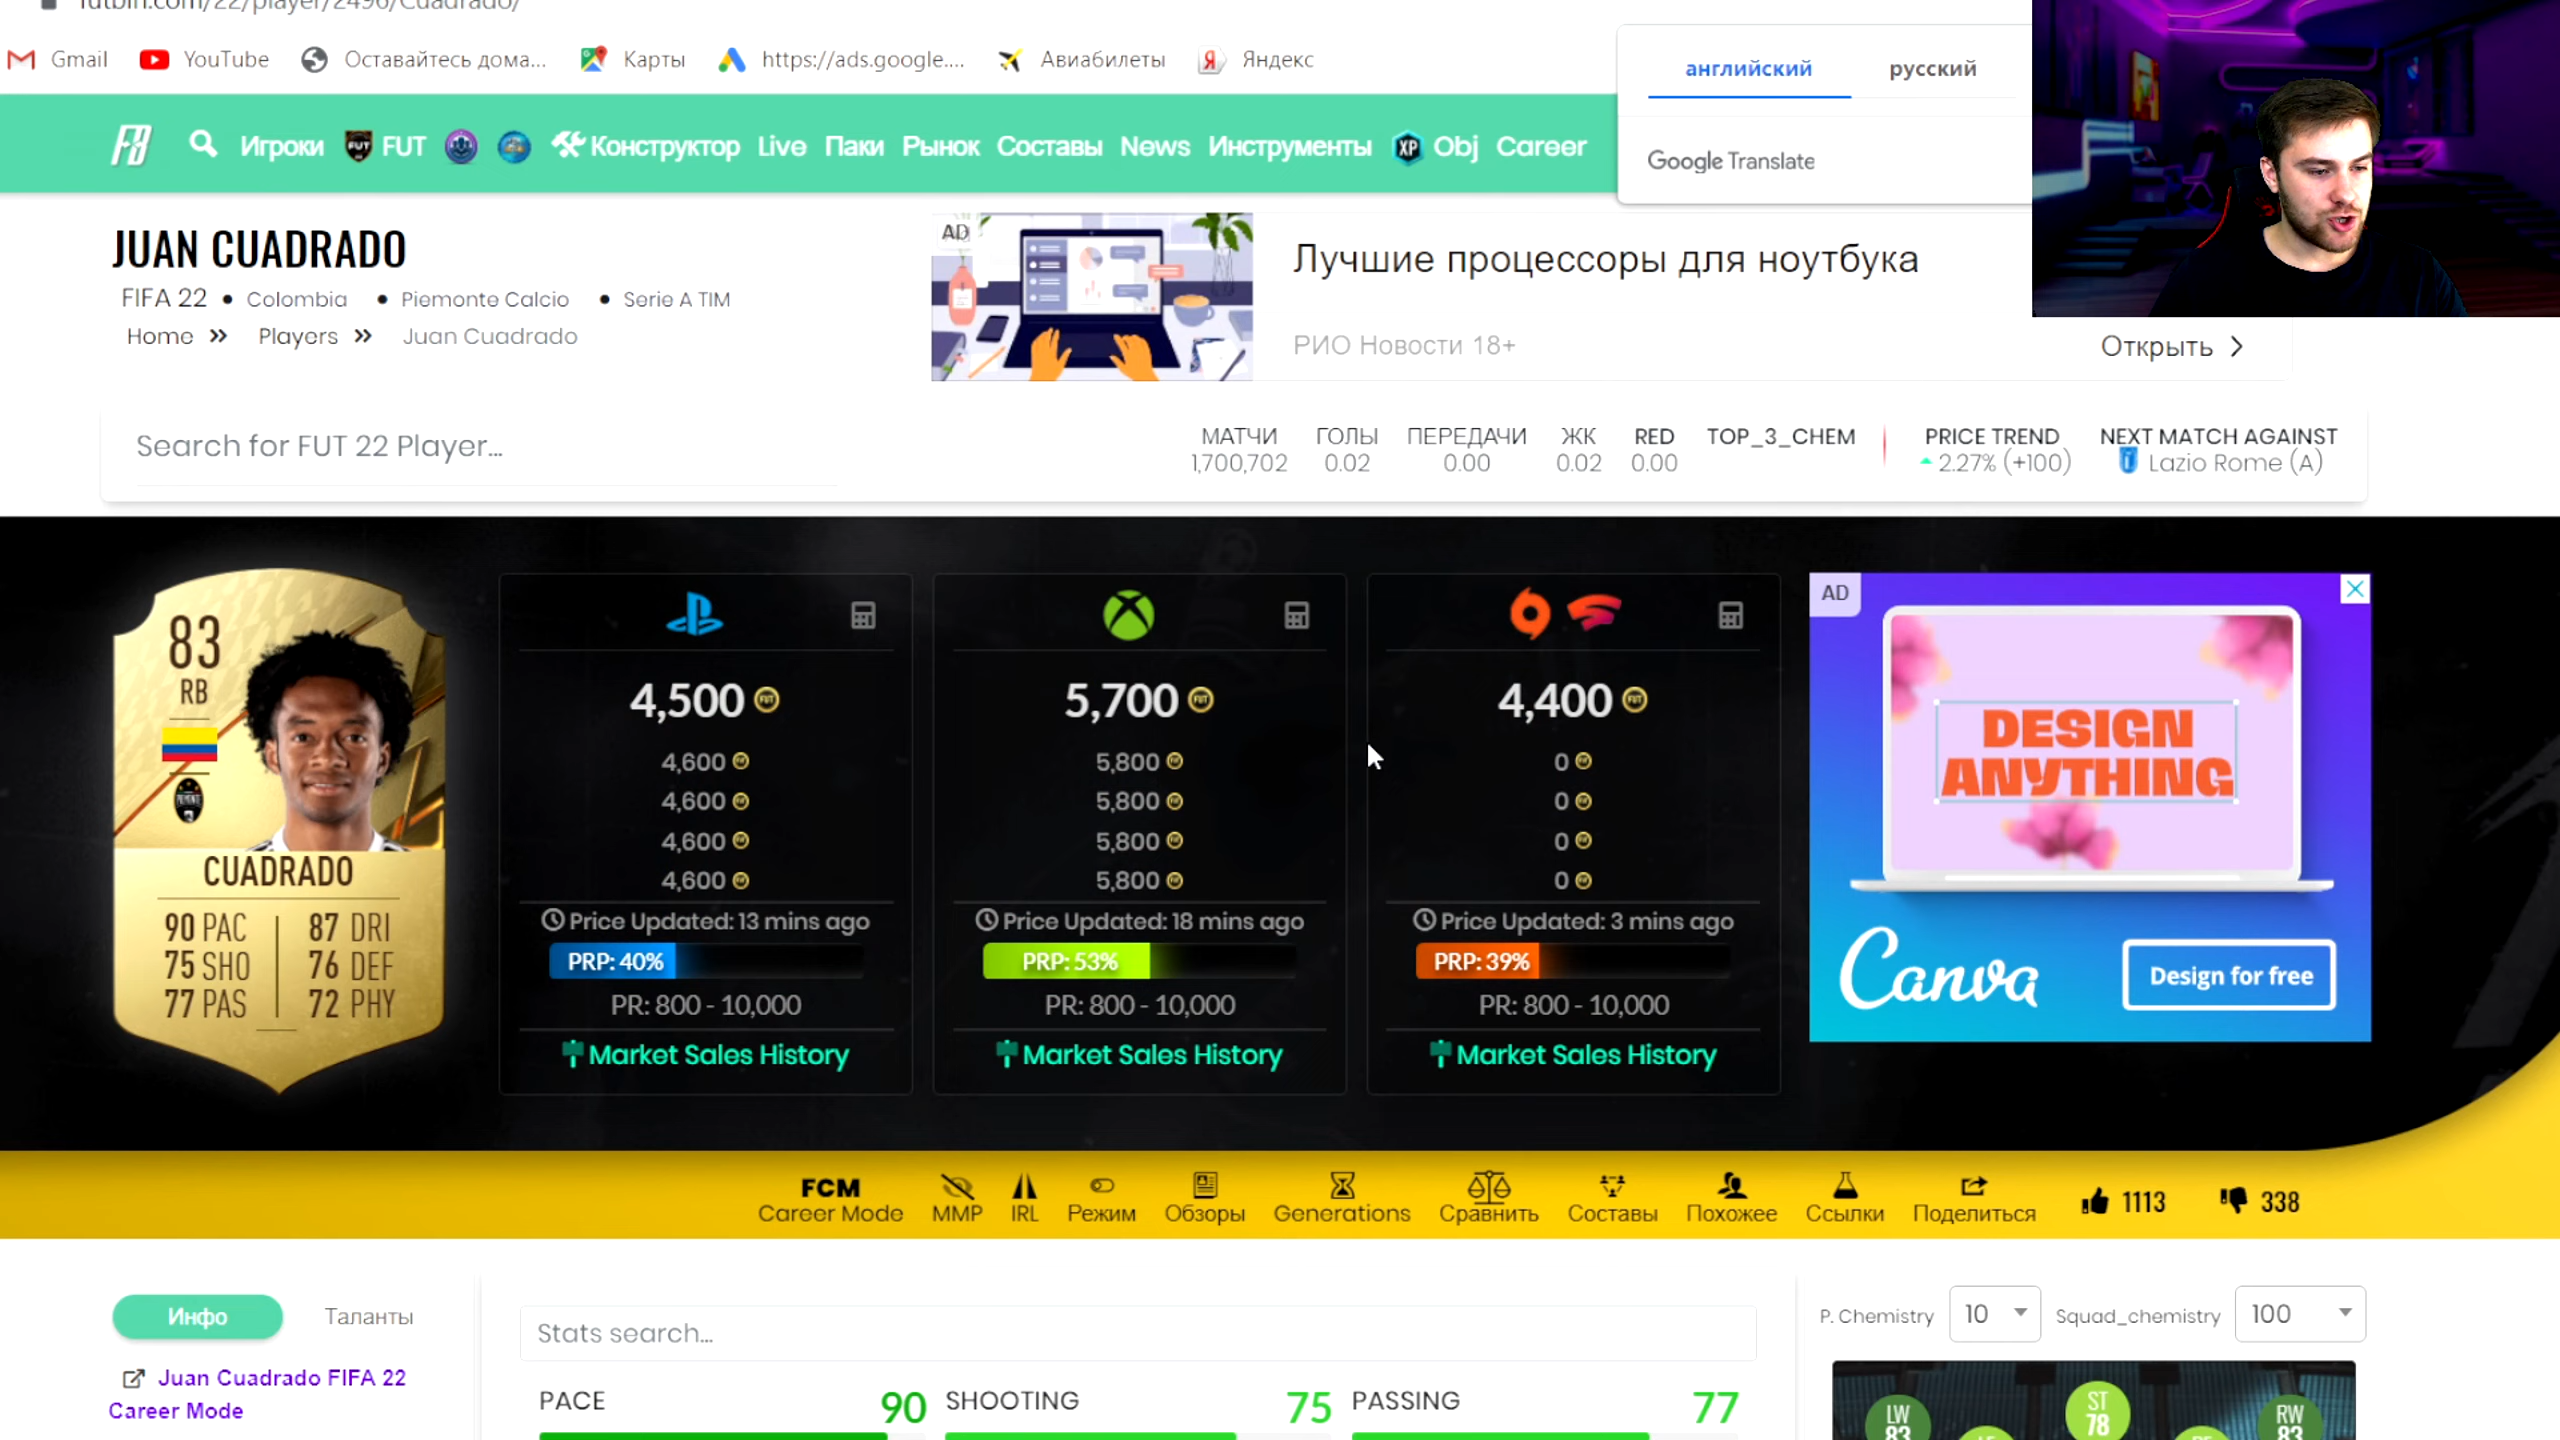 futbin.com/22/player/2496/Cuadrado/
Gmail YouTube Оставайтесь дома... Карты https://ads.google.... Авиабилеты Яндекс
английский русский
Google Translate
Игроки FUT Конструктор Live Паки Рынок Составы News Инструменты XP Obj Career
JUAN CUADRADO
FIFA 22 • Colombia • Piemonte Calcio • Serie A TIM
Home » Players » Juan Cuadrado
AD
Лучшие процессоры для ноутбука
РИО Новости 18+
Открыть
Search for FUT 22 Player...
МАТЧИ ГОЛЫ ПЕРЕДАЧИ ЖК RED TOP_3_CHEM PRICE TREND NEXT MATCH AGAINST
1,700,702 0.02 0.00 0.02 0.00 2.27% (+100) Lazio Rome (A)
83
RB
CUADRADO
90 PAC 87 DRI
75 SHO 76 DEF
77 PAS 72 PHY
4,500
4,600
4,600
4,600
4,600
Price Updated: 13 mins ago
PRP: 40%
PR: 800 - 10,000
Market Sales History
5,700
5,800
5,800
5,800
5,800
Price Updated: 18 mins ago
PRP: 53%
PR: 800 - 10,000
Market Sales History
4,400
0
0
0
0
Price Updated: 3 mins ago
PRP: 39%
PR: 800 - 10,000
Market Sales History
AD
DESIGN
ANYTHING
Canva
Design for free
FCM
Career Mode MMP IRL Режим Обзоры Generations Сравнить Составы Похожее Ссылки Поделиться 1113 338
Инфо Таланты
Juan Cuadrado FIFA 22
Career Mode
Stats search...
PACE 90 SHOOTING 75 PASSING 77
P. Chemistry 10 Squad_chemistry 100
LW
83
ST
78
RW
83